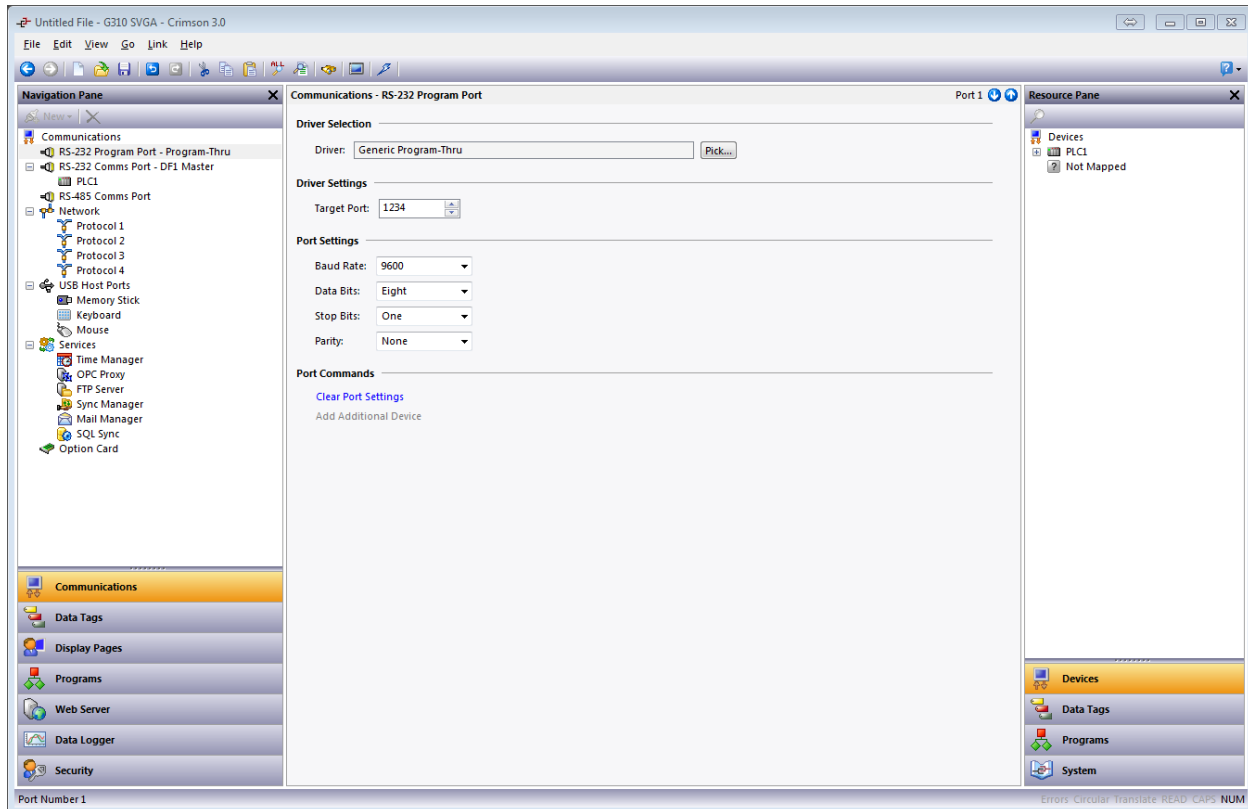 Untitled File - G310 SVGA - Crimson 3.0
File Edit View Go Link Help
Navigation Pane
New
Communications
RS-232 Program Port - Program-Thru
RS-232 Comms Port - DF1 Master
PLC1
RS-485 Comms Port
Network
Protocol 1
Protocol 2
Protocol 3
Protocol 4
USB Host Ports
Memory Stick
Keyboard
Mouse
Services
Time Manager
OPC Proxy
FTP Server
Sync Manager
Mail Manager
SQL Sync
Option Card
Communications
Data Tags
Display Pages
Programs
Web Server
Data Logger
Security
Communications - RS-232 Program Port
Port 1
Driver Selection
Driver: Generic Program-Thru Pick...
Driver Settings
Target Port: 1234
Port Settings
Baud Rate: 9600
Data Bits: Eight
Stop Bits: One
Parity: None
Port Commands
Clear Port Settings
Add Additional Device
Resource Pane
Devices
PLC1
Not Mapped
Devices
Data Tags
Programs
System
Port Number 1
Errors Circular Translate READ CAPS NUM